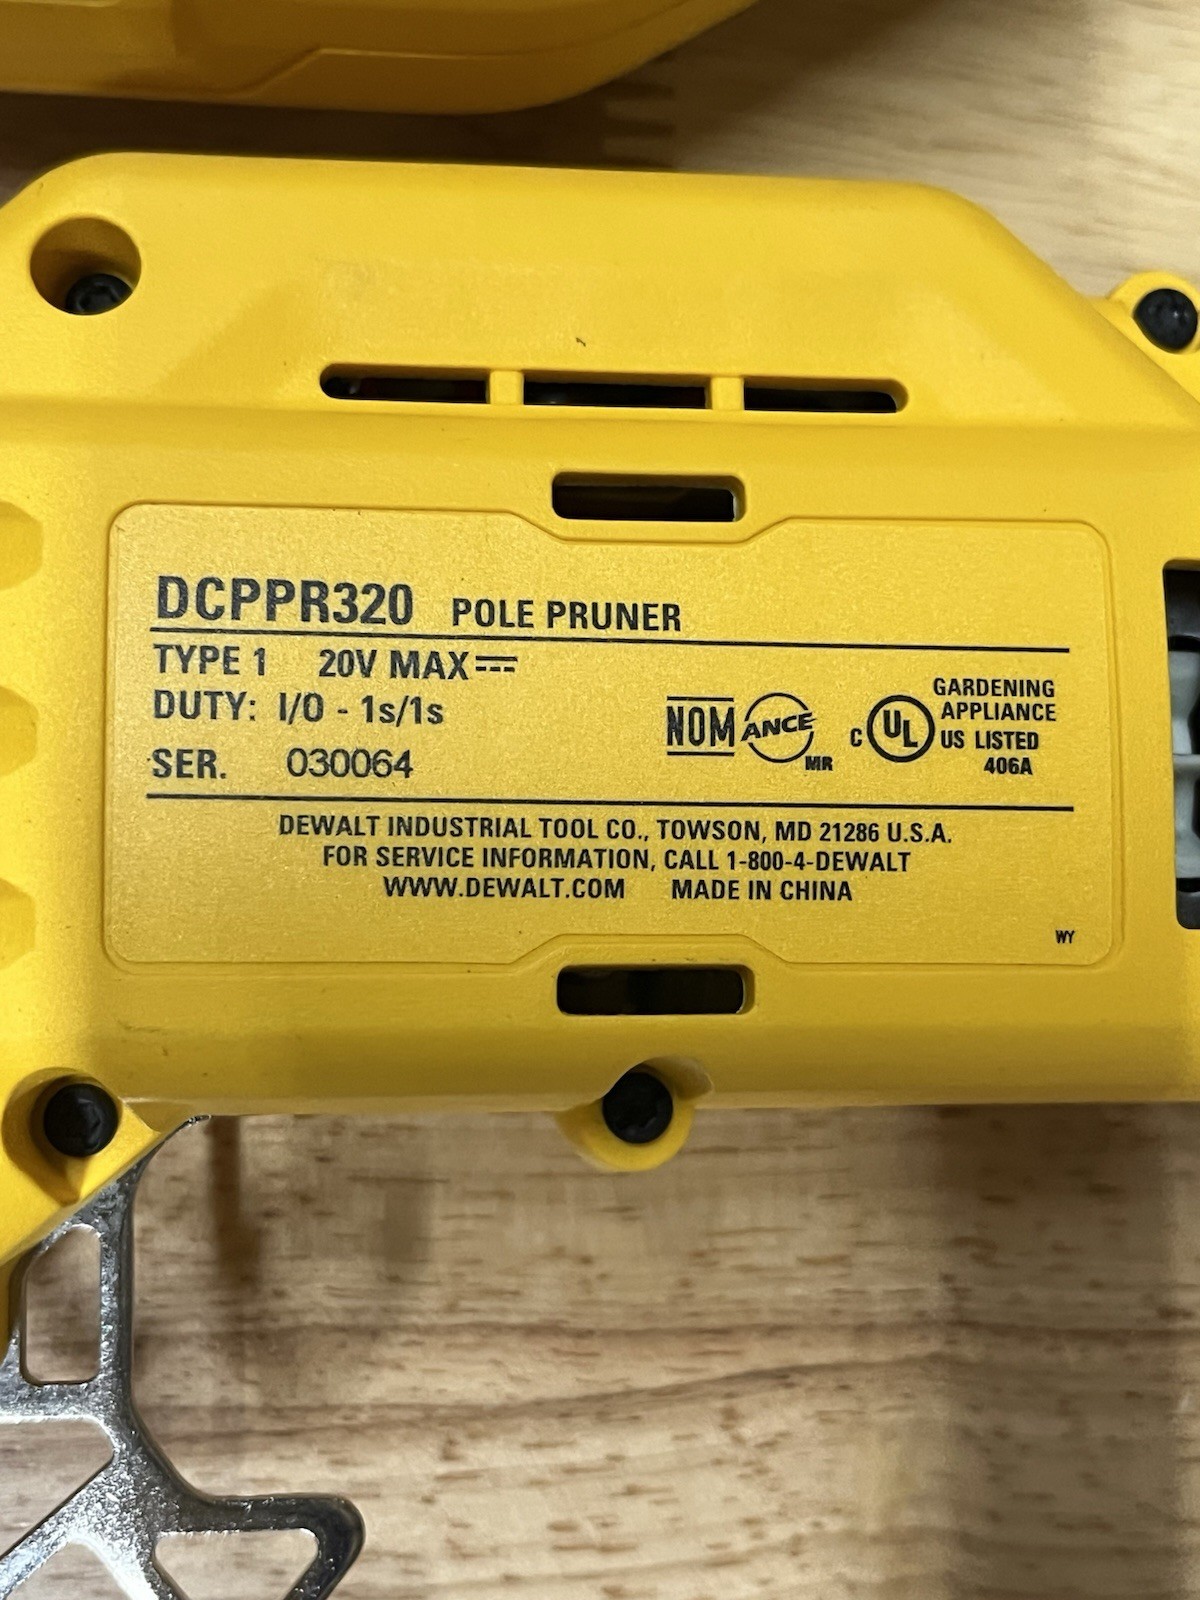 DCPPR320 POLE PRUNER
TYPE 1 20V MAX⎓
DUTY: I/O - 1s/1s
SER. 030064
NOM ANCE MR
C UL US
GARDENING
APPLIANCE
LISTED
406A
DEWALT INDUSTRIAL TOOL CO., TOWSON, MD 21286 U.S.A.
FOR SERVICE INFORMATION, CALL 1-800-4-DEWALT
WWW.DEWALT.COM MADE IN CHINA
WY